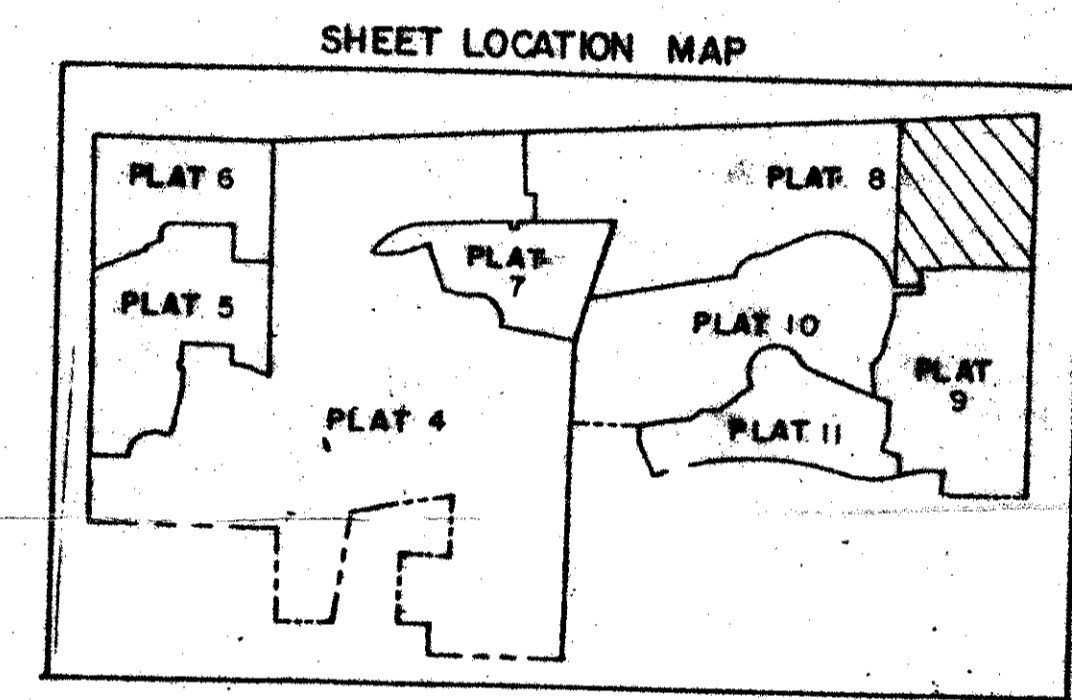 SHEET LOCATION MAP
PLAT 6
PLAT 8
PLAT
7
PLAT 5
PLAT 10
PLAT
9
PLAT 4
PLAT 11